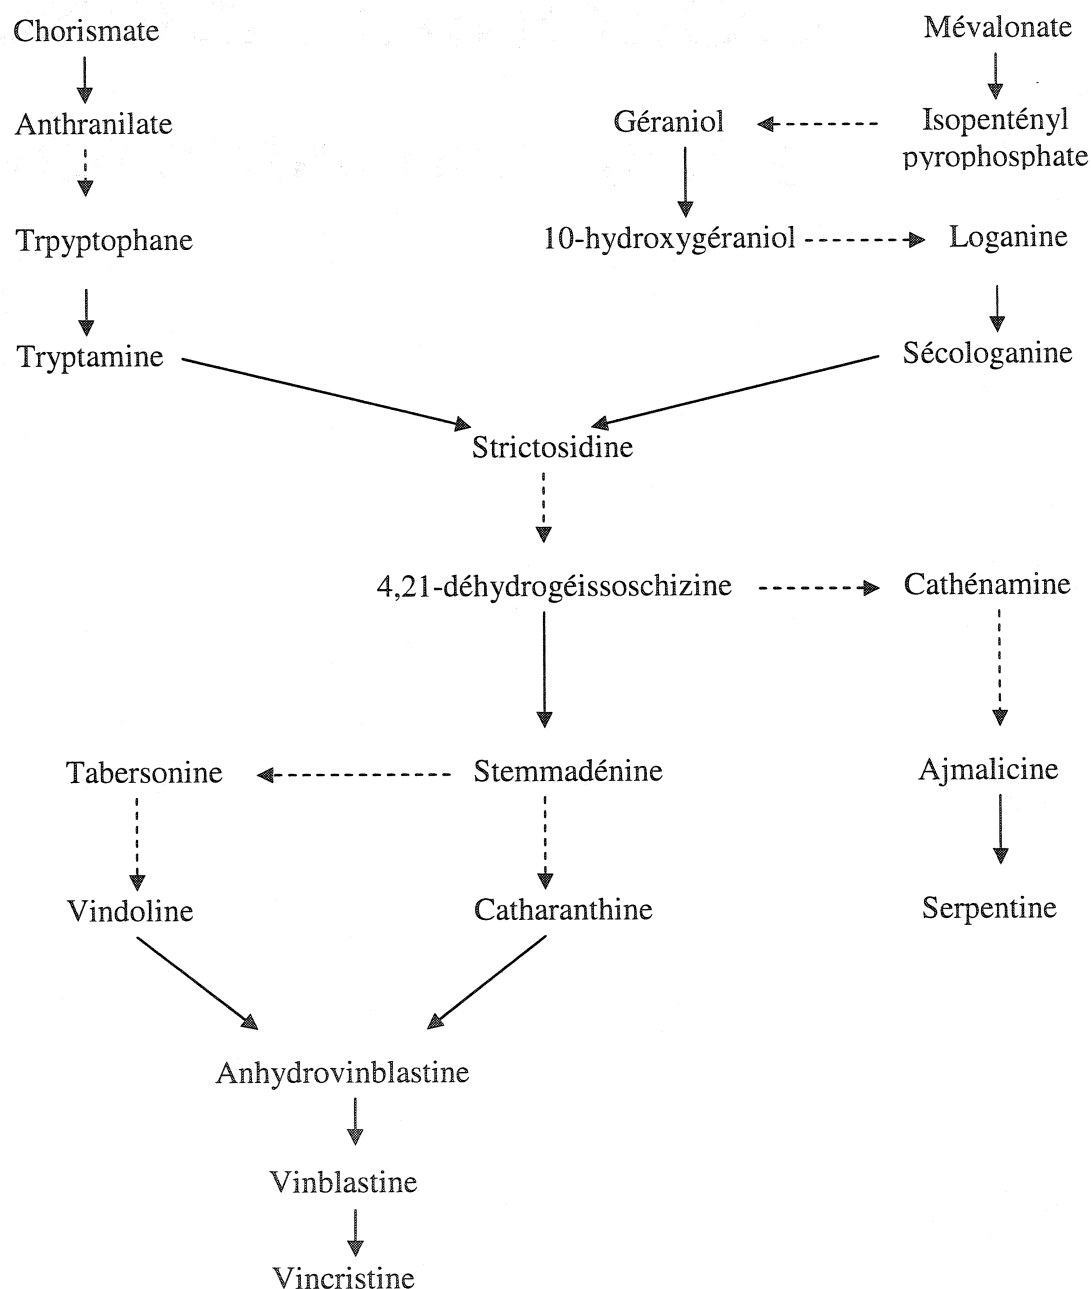 Chorismate
Mévalonate
Anthranilate
Géraniol
Isopentényl
pyrophosphate
Trpyptophane
10-hydroxygéraniol
Loganine
Tryptamine
Sécologanine
Strictosidine
4,21-déhydrogéissoschizine
Cathénamine
Tabersonine
Stemmadénine
Ajmalicine
Vindoline
Catharanthine
Serpentine
Anhydrovinblastine
Vinblastine
Vincristine